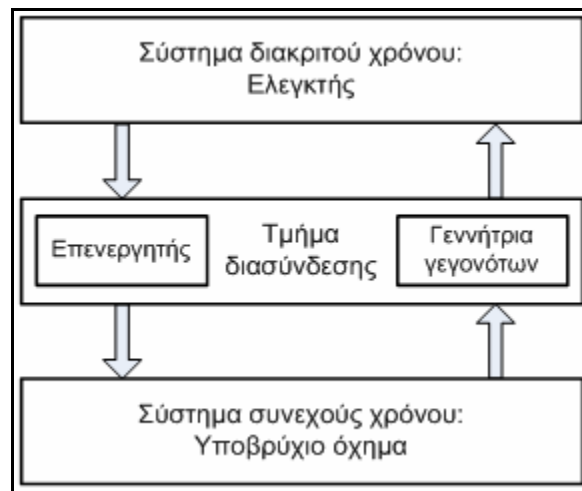 Σύστημα διακριτού χρόνου:
Ελεγκτής
Επενεργητής
Τμήμα
διασύνδεσης
Γεννήτρια
γεγονότων
Σύστημα συνεχούς χρόνου:
Υποβρύχιο όχημα